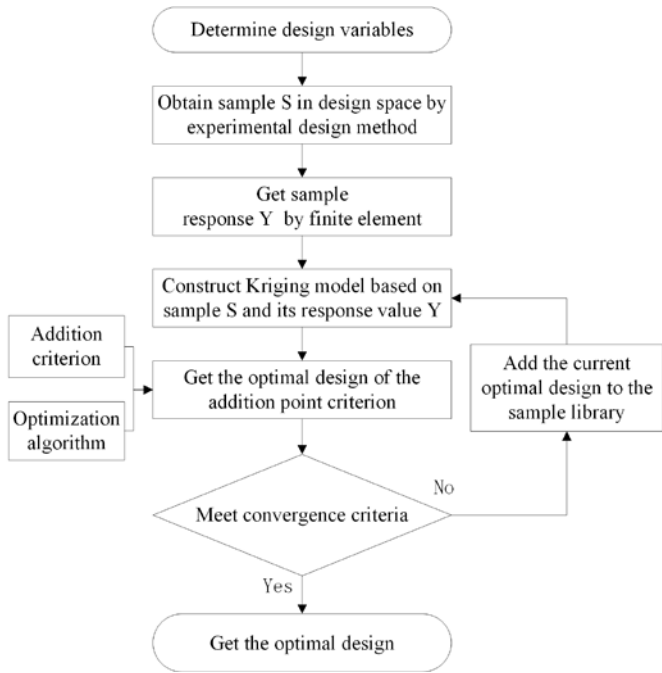 Determine design variables
Obtain sample S in design space by
experimental design method
Get sample
response Y by finite element
Construct Kriging model based on
sample S and its response value Y
Addition
criterion
Optimization
algorithm
Get the optimal design of the
addition point criterion
Add the current
optimal design to the
sample library
Meet convergence criteria
No
Yes
Get the optimal design